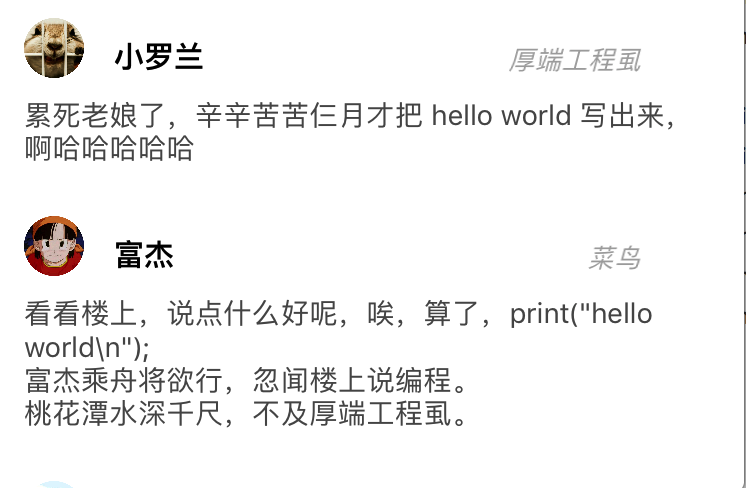 小罗兰
厚端工程虱
累死老娘了，辛辛苦苦仨月才把 hello world 写出来，
啊哈哈哈哈哈
富杰
菜鸟
看看楼上，说点什么好呢，唉，算了，print("hello
world\n");
富杰乘舟将欲行，忽闻楼上说编程。
桃花潭水深千尺，不及厚端工程虱。